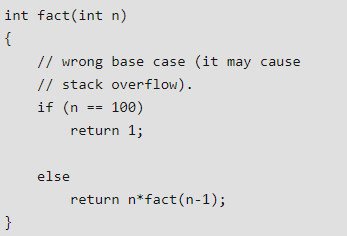 int fact(int n)
{
    // wrong base case (it may cause
    // stack overflow).
    if (n == 100)
        return 1;

    else
        return n*fact(n-1);
}